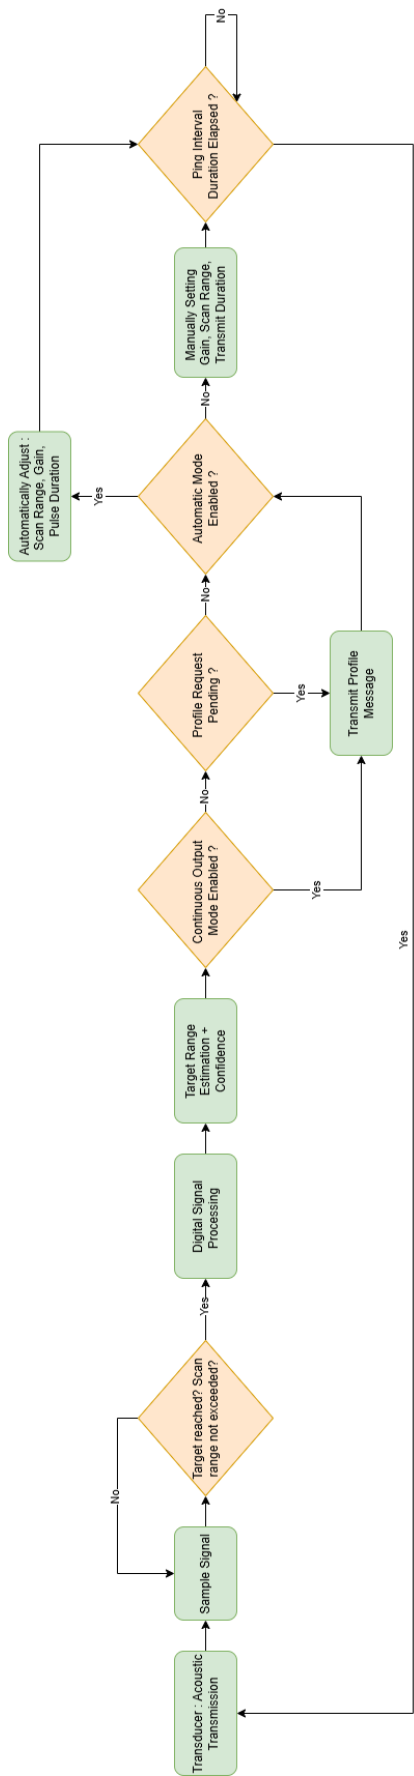 Transducer : Acoustic
Transmission
Sample Signal
No
Target reached? Scan
range not exceeded?
Yes
Digital Signal
Processing
Target Range
Estimation +
Confidence
Continuous Output
Mode Enabled ?
Yes
No
Profile Request
Pending ?
Yes
Transmit Profile
Message
No
Automatic Mode
Enabled ?
Yes
Automatically Adjust :
Scan Range, Gain,
Pulse Duration
No
Manually Setting
Gain, Scan Range,
Transmit Duration
Ping Interval
Duration Elapsed ?
No
Yes